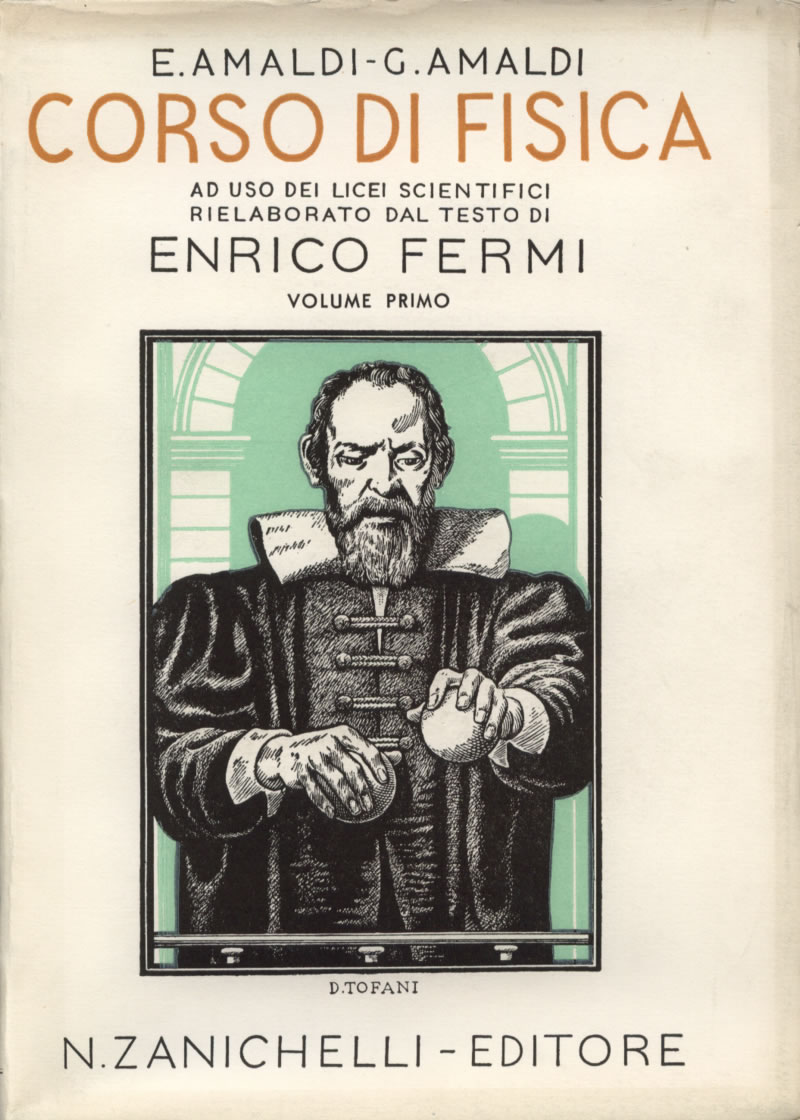 E. AMALDI - G. AMALDI
CORSO DI FISICA
AD USO DEI LICEI SCIENTIFICI
RIELABORATO DAL TESTO DI
ENRICO FERMI
VOLUME PRIMO
D. TOFANI
N. ZANICHELLI - EDITORE